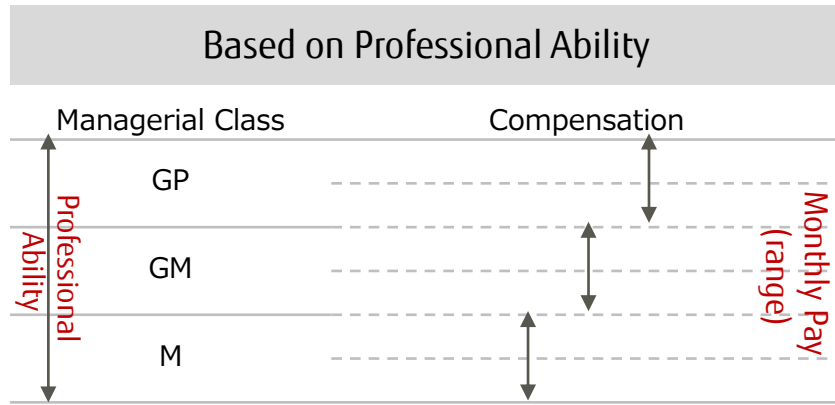 Based on Professional Ability
Managerial Class
Compensation
GP
GM
M
Professional
Ability
Monthly Pay
(range)